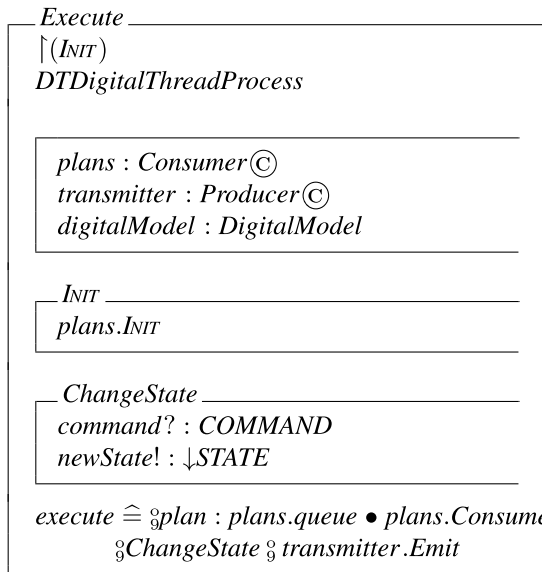 Execute
↾(INIT)
DTDigitalThreadProcess
plans : Consumer©
transmitter : Producer©
digitalModel : DigitalModel
INIT
plans.INIT
ChangeState
command? : COMMAND
newState! : ↓STATE
execute ≙ ⨟plan : plans.queue • plans.Consume
⨟ChangeState ⨟ transmitter.Emit